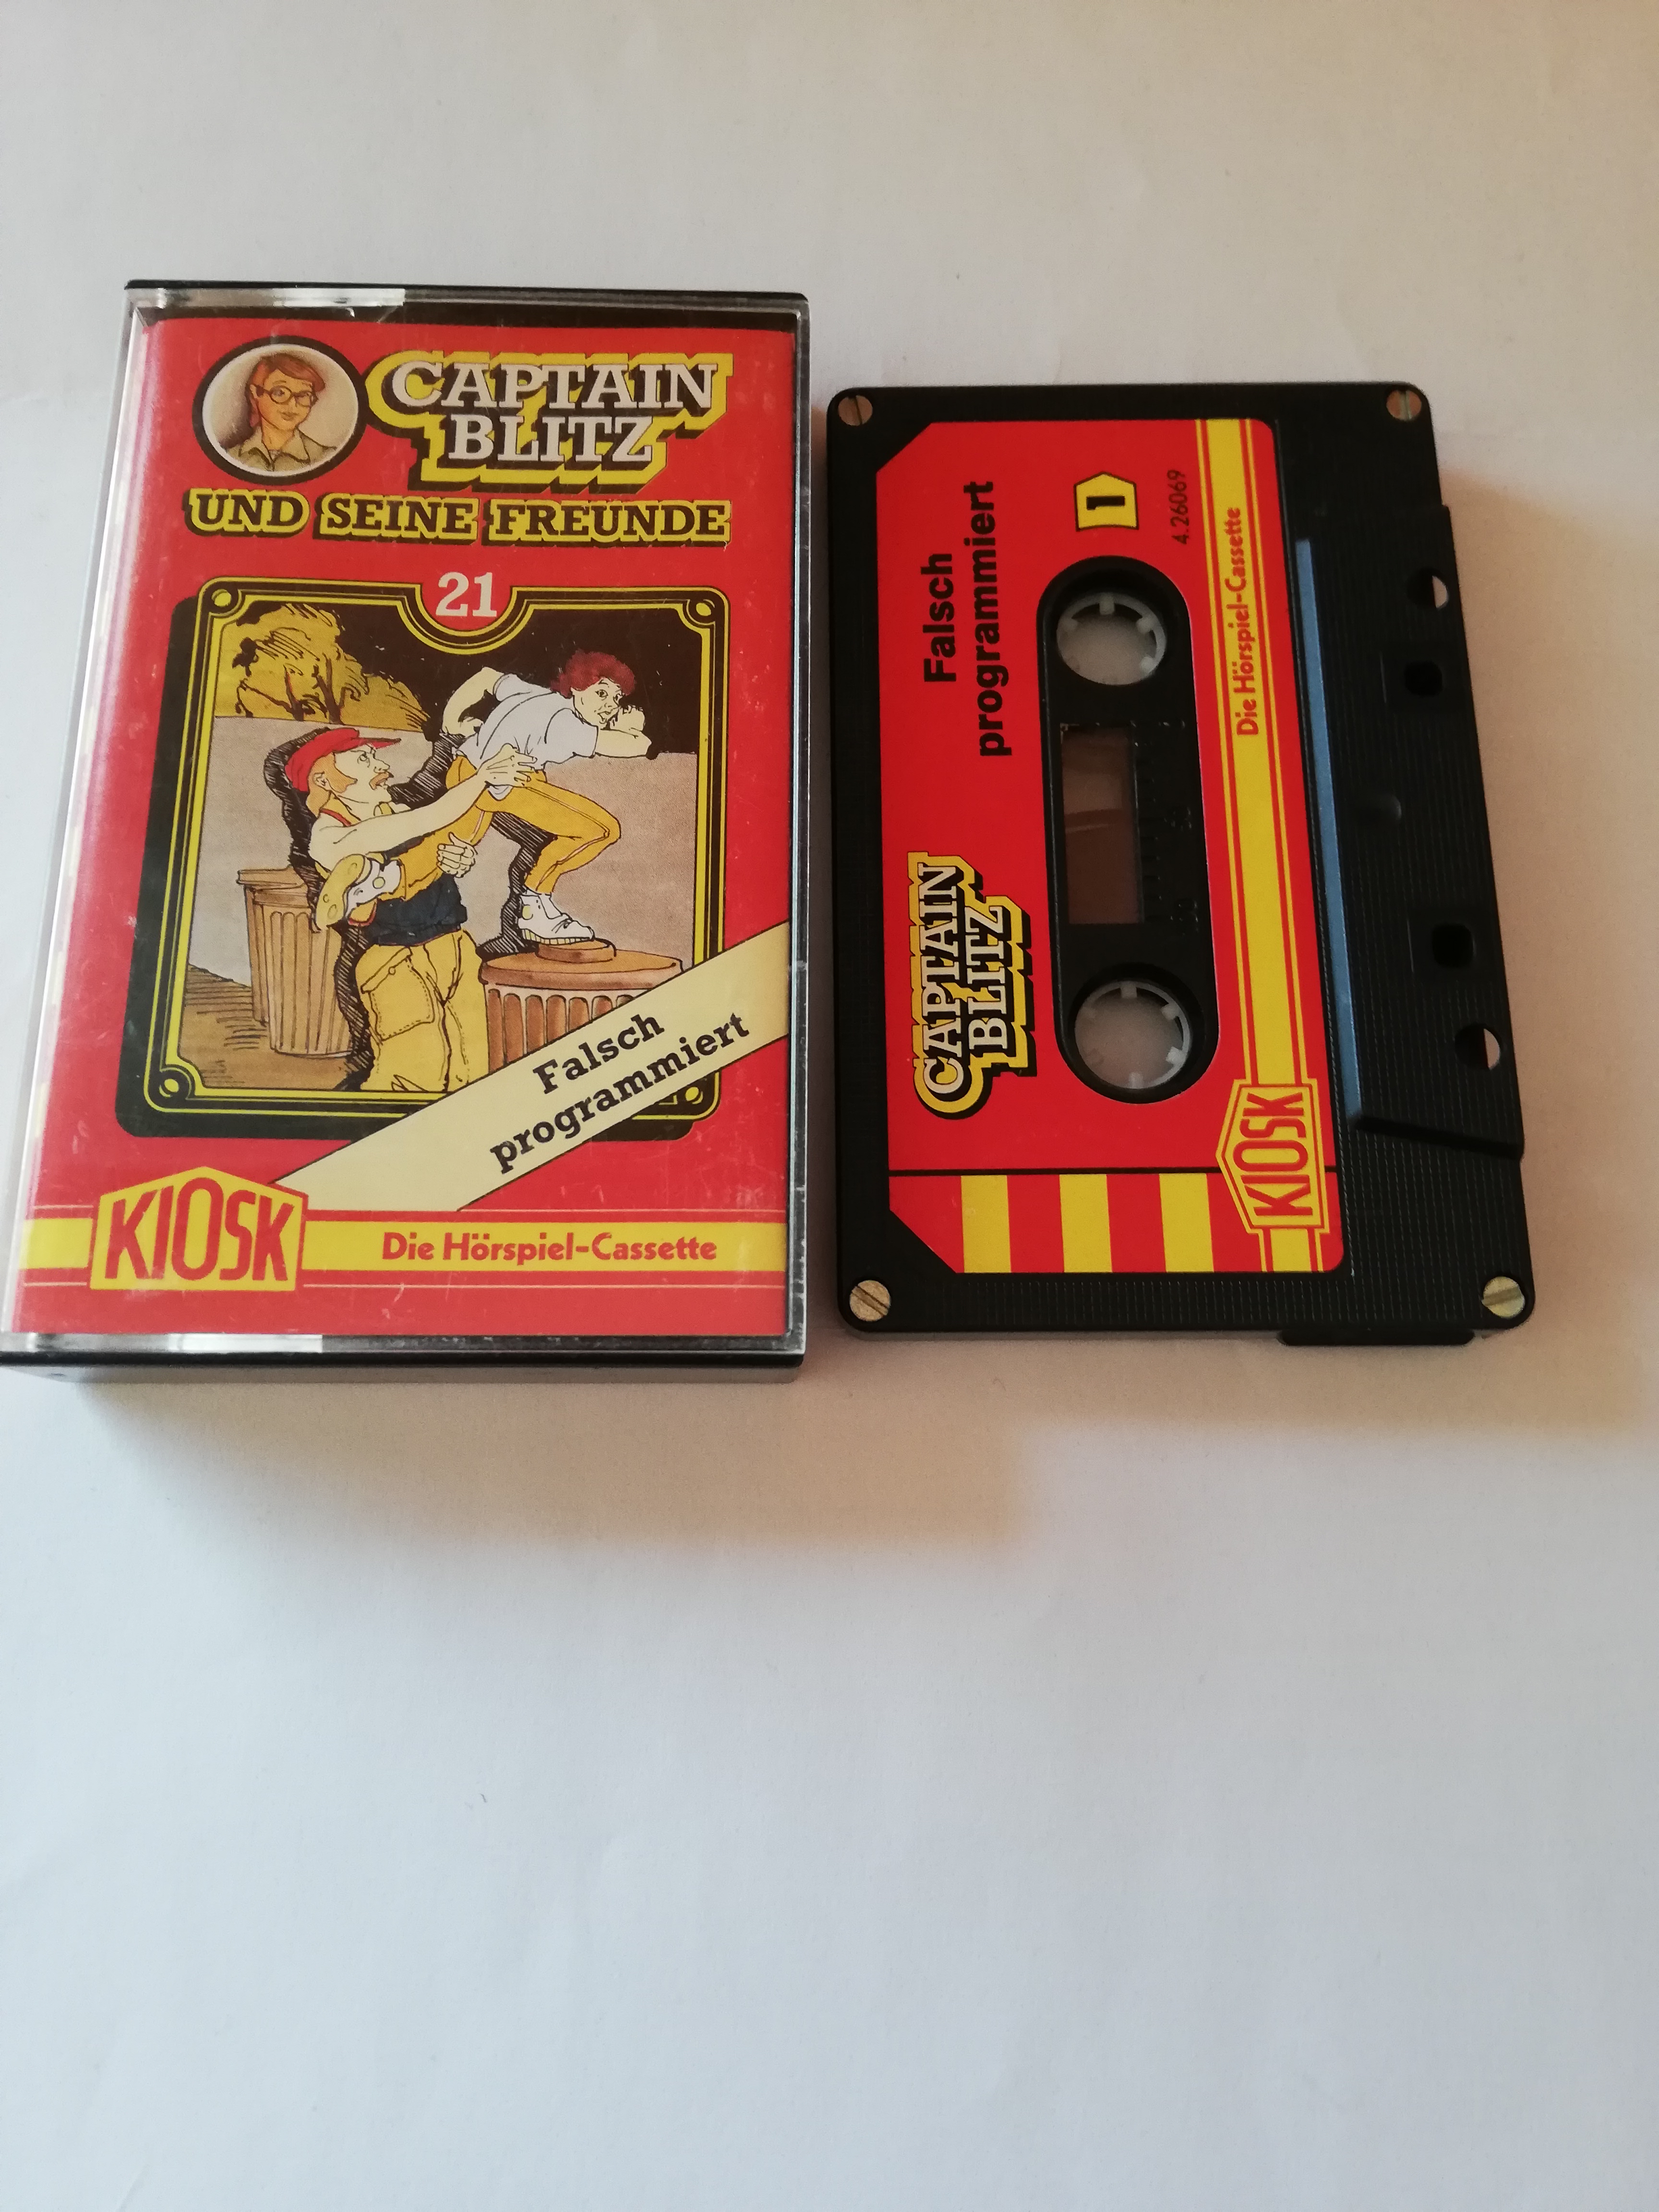 CAPTAIN
BLITZ
UND SEINE FREUNDE
21
Falsch
programmiert
KIOSK
Die Hörspiel-Cassette
Falsch
programmiert
1
4.26069
CAPTAIN
BLITZ
Die Hörspiel-Cassette
KIOSK